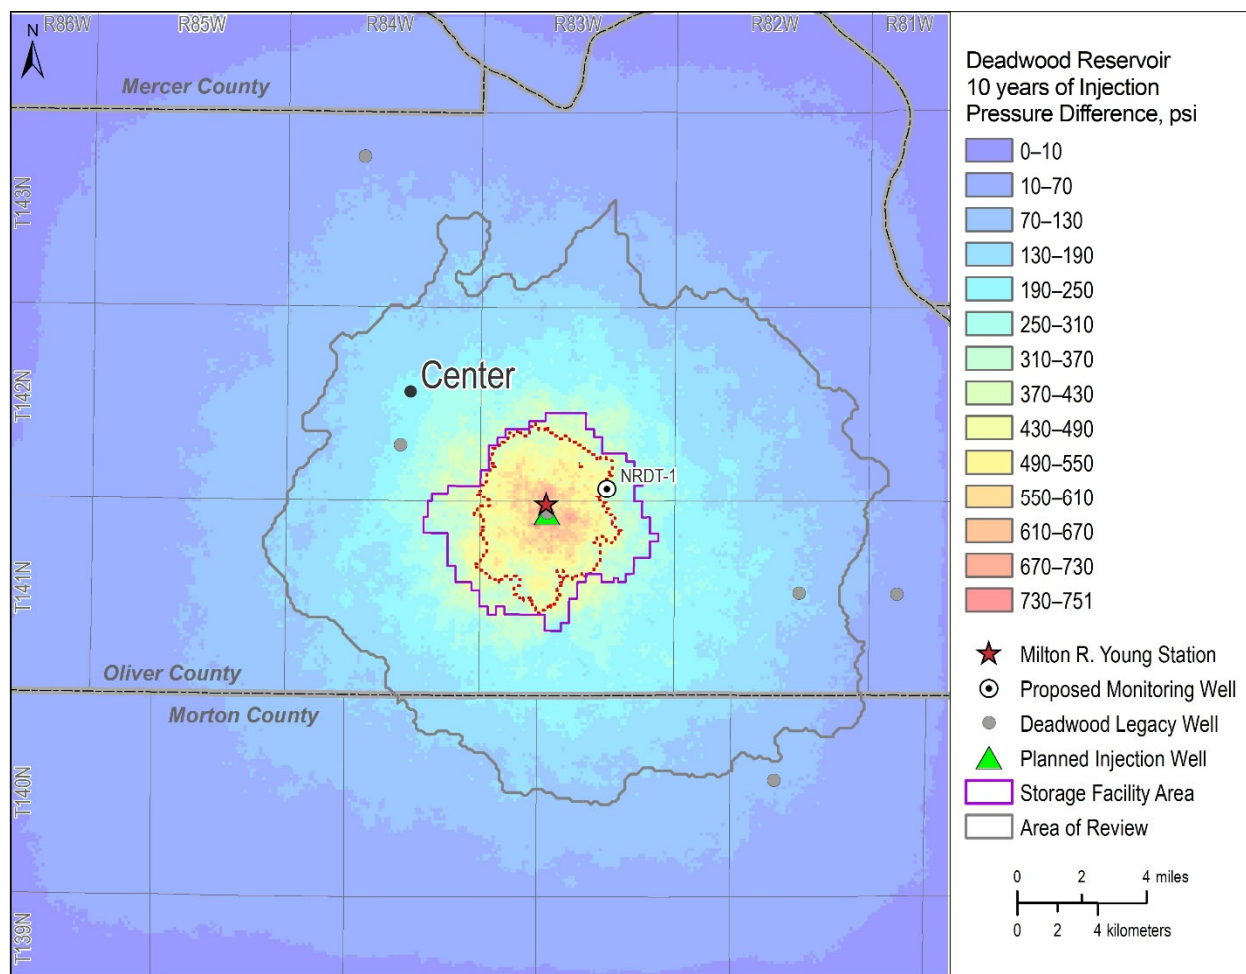 R86W
R85W
R84W
R83W
R82W
R81W
N
Mercer County
T143N
Center
T142N
NRDT-1
T141N
Oliver County
Morton County
T140N
T139N
Deadwood Reservoir
10 years of Injection
Pressure Difference, psi
0–10
10–70
70–130
130–190
190–250
250–310
310–370
370–430
430–490
490–550
550–610
610–670
670–730
730–751
Milton R. Young Station
Proposed Monitoring Well
Deadwood Legacy Well
Planned Injection Well
Storage Facility Area
Area of Review
0 2 4 miles
0 2 4 kilometers